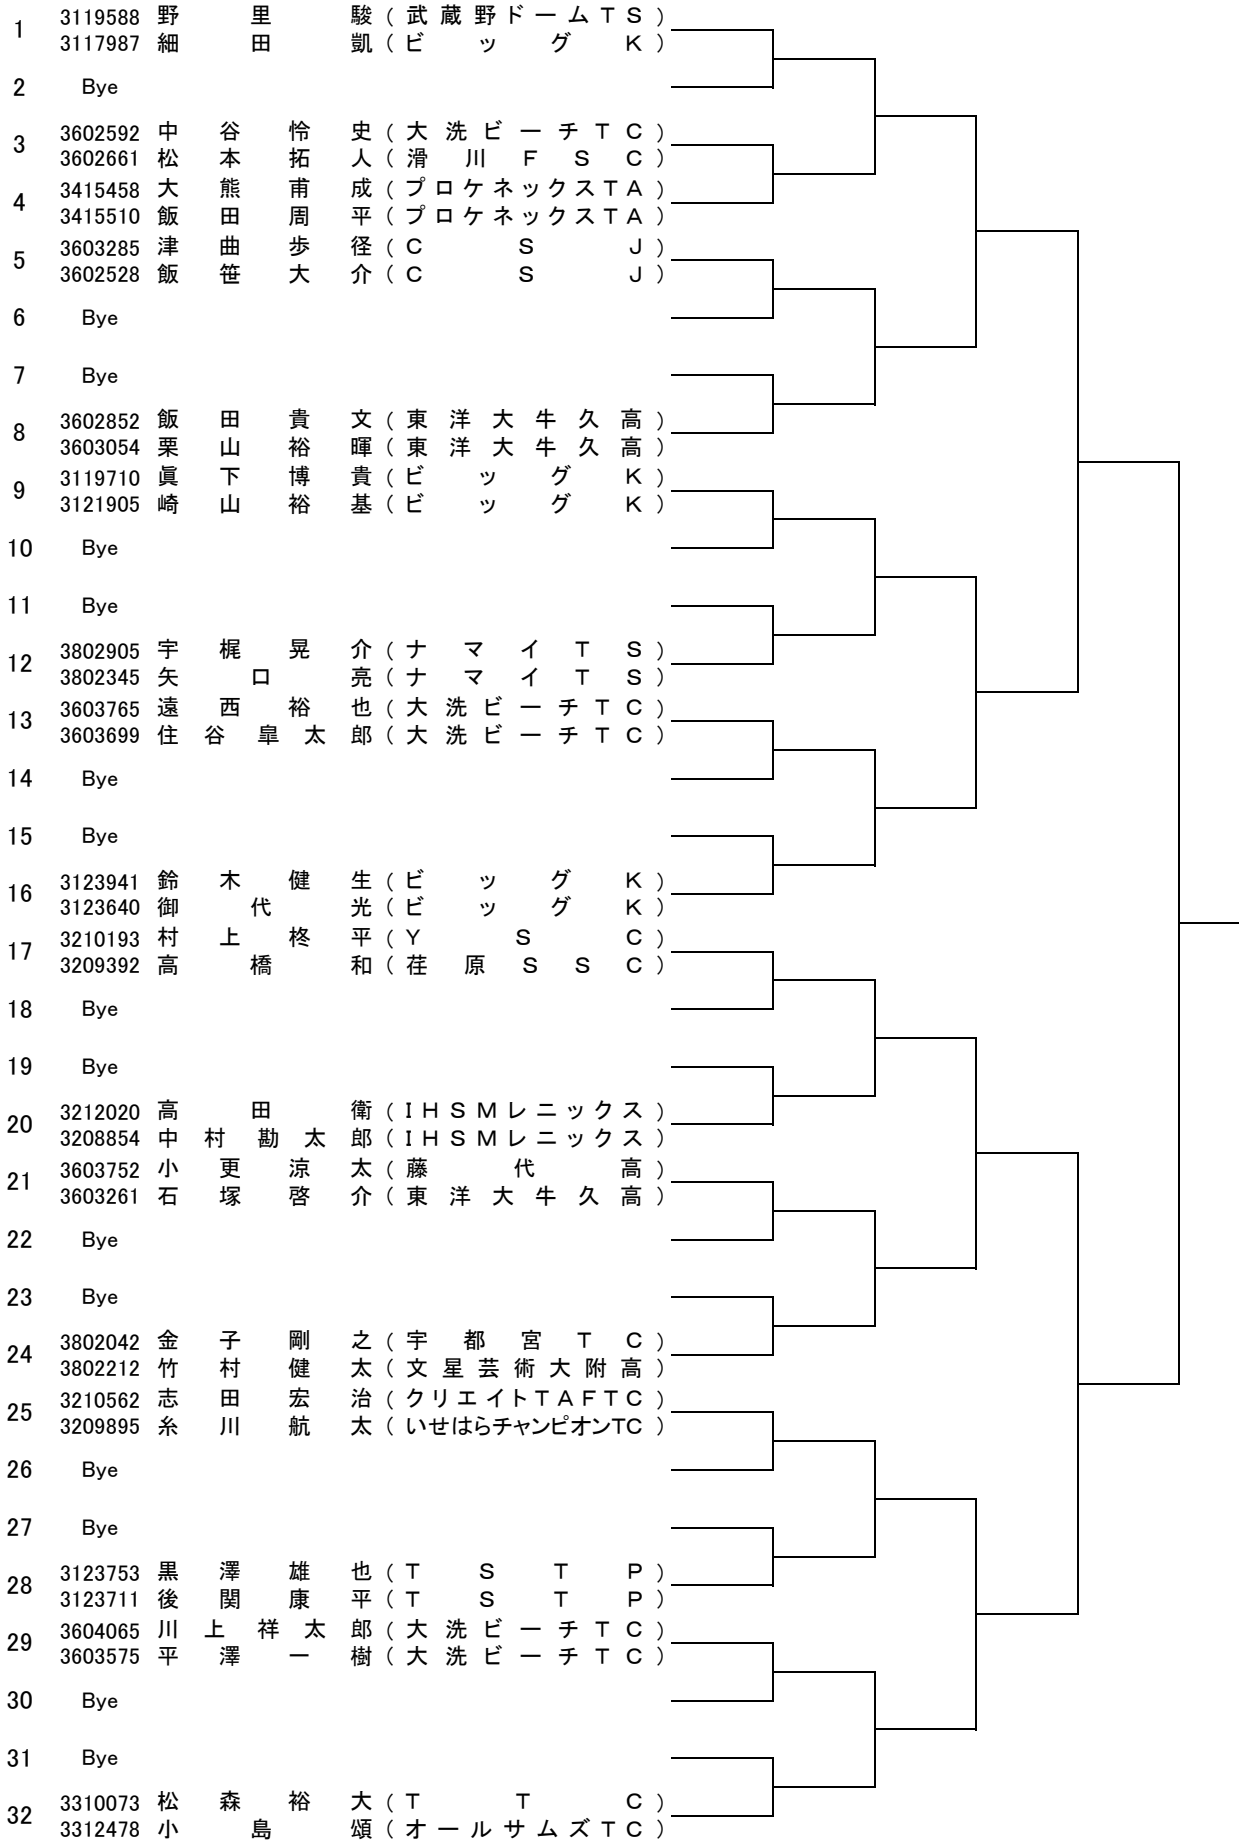 1 3119588 野里駿 (武蔵野ドームTS)
3117987 細田凱 (ビッグK)
2 Bye
3 3602592 中谷怜史 (大洗ビーチTC)
3602661 松本拓人 (滑川FSC)
4 3415458 大熊甫成 (プロケネックスTA)
3415510 飯田周平 (プロケネックスTA)
5 3603285 津曲歩径 (CSJ)
3602528 飯笹大介 (CSJ)
6 Bye
7 Bye
8 3602852 飯田貴文 (東洋大牛久高)
3603054 栗山裕暉 (東洋大牛久高)
9 3119710 眞下博貴 (ビッグK)
3121905 崎山裕基 (ビッグK)
10 Bye
11 Bye
12 3802905 宇梶晃介 (ナマイTS)
3802345 矢口亮 (ナマイTS)
13 3603765 遠西裕也 (大洗ビーチTC)
3603699 住谷皐太郎 (大洗ビーチTC)
14 Bye
15 Bye
16 3123941 鈴木健生 (ビッグK)
3123640 御代光 (ビッグK)
17 3210193 村上柊平 (YSC)
3209392 高橋和 (荏原SSC)
18 Bye
19 Bye
20 3212020 高田衛 (IHSMレニックス)
3208854 中村勘太郎 (IHSMレニックス)
21 3603752 小更涼太 (藤代高)
3603261 石塚啓介 (東洋大牛久高)
22 Bye
23 Bye
24 3802042 金子剛之 (宇都宮TC)
3802212 竹村健太 (文星芸術大附高)
25 3210562 志田宏治 (クリエイトTAFTC)
3209895 糸川航太 (いせはらチャンピオンTC)
26 Bye
27 Bye
28 3123753 黒澤雄也 (TSTP)
3123711 後関康平 (TSTP)
29 3604065 川上祥太郎 (大洗ビーチTC)
3603575 平澤一樹 (大洗ビーチTC)
30 Bye
31 Bye
32 3310073 松森裕大 (TTC)
3312478 小島頌 (オールサムズTC)